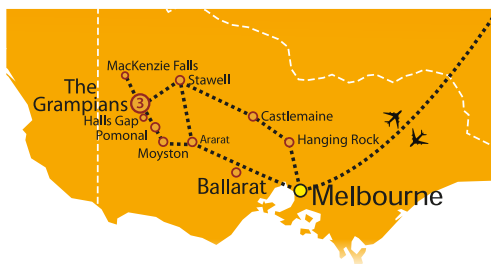 MacKenzie Falls
Stawell
The
Grampians
3
Halls Gap
Pomonal
Moyston
Ararat
Castlemaine
Hanging Rock
Ballarat
Melbourne